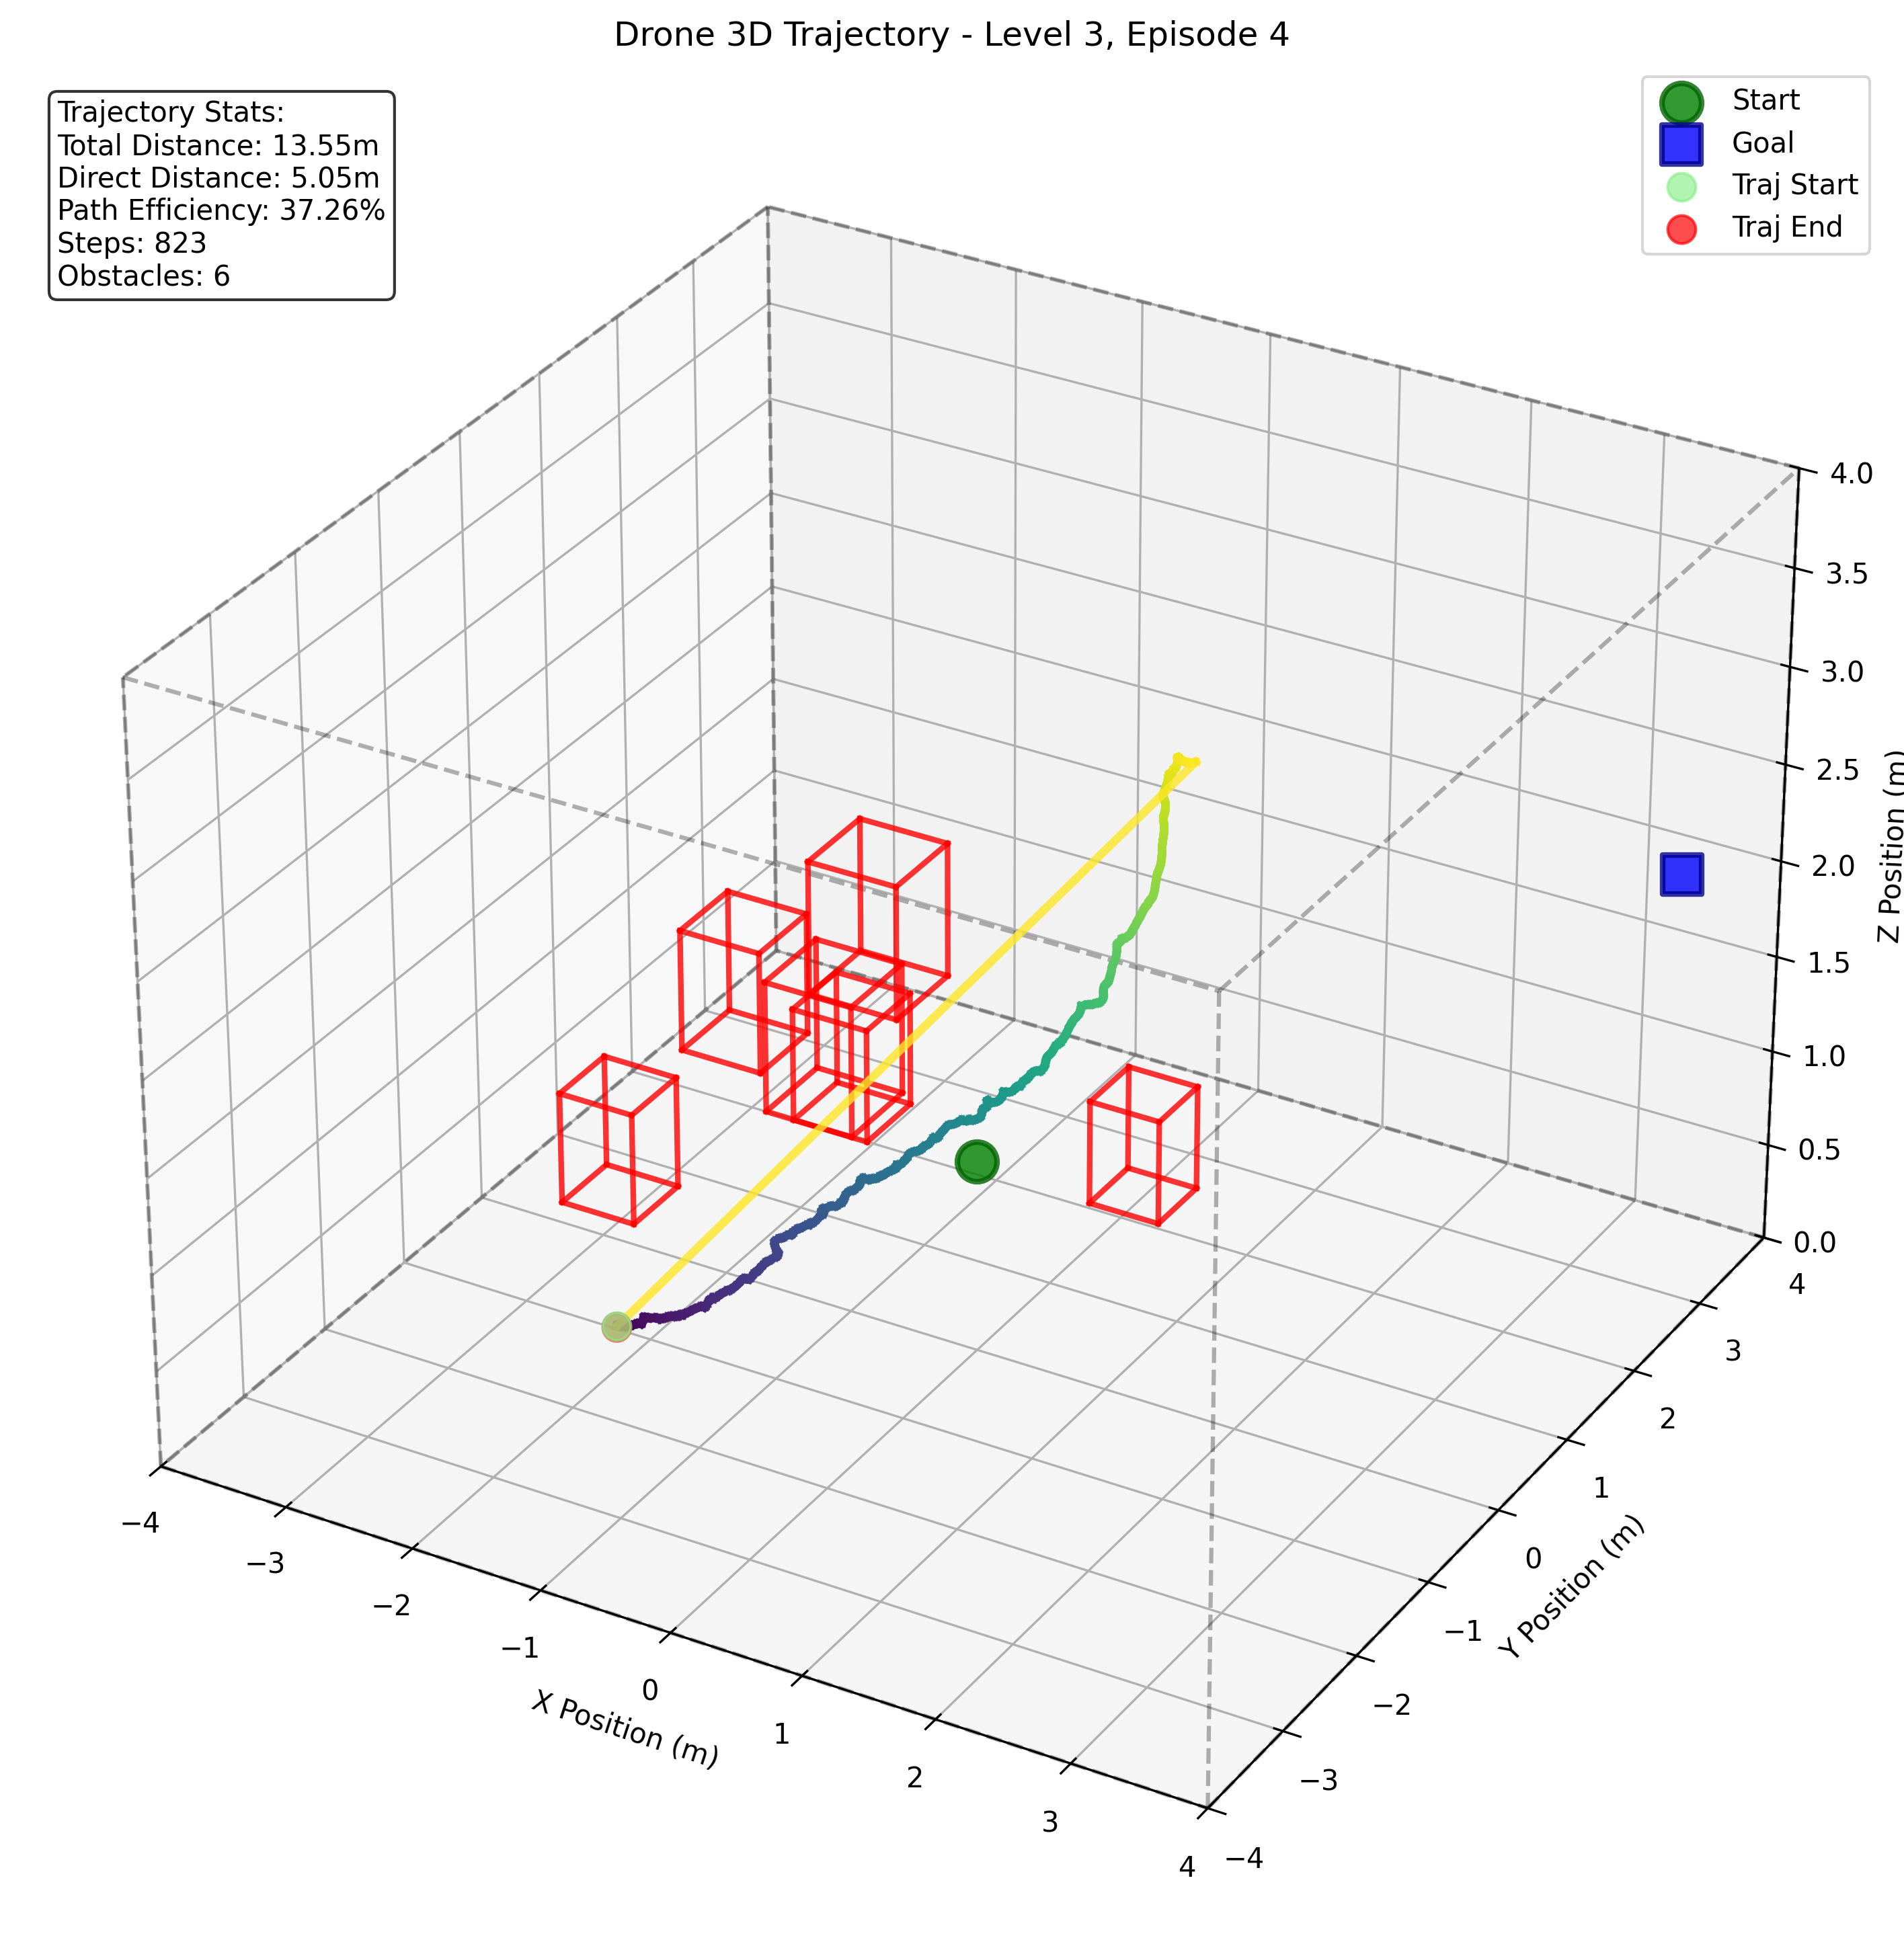 Drone 3D Trajectory - Level 3, Episode 4
Trajectory Stats:
Total Distance: 13.55m
Direct Distance: 5.05m
Path Efficiency: 37.26%
Steps: 823
Obstacles: 6
Start
Goal
Traj Start
Traj End
4.0
3.5
3.0
2.5
2.0
1.5
1.0
0.5
0.0
Z Position (m)
4
3
2
1
0
−1
−2
−3
−4
Y Position (m)
−4
−3
−2
−1
0
1
2
3
4
X Position (m)